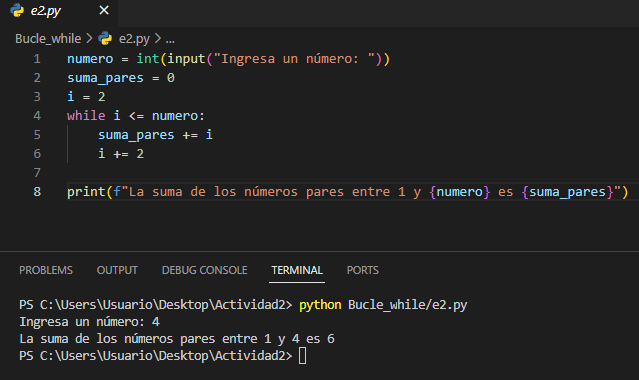 e2.py ×
Bucle_while > e2.py > ...
1 numero = int(input("Ingresa un número: "))
2 suma_pares = 0
3 i = 2
4 while i <= numero:
5     suma_pares += i
6     i += 2
7
8 print(f"La suma de los números pares entre 1 y {numero} es {suma_pares}")
PROBLEMS OUTPUT DEBUG CONSOLE TERMINAL PORTS
PS C:\Users\Usuario\Desktop\Actividad2> python Bucle_while/e2.py
Ingresa un número: 4
La suma de los números pares entre 1 y 4 es 6
PS C:\Users\Usuario\Desktop\Actividad2>